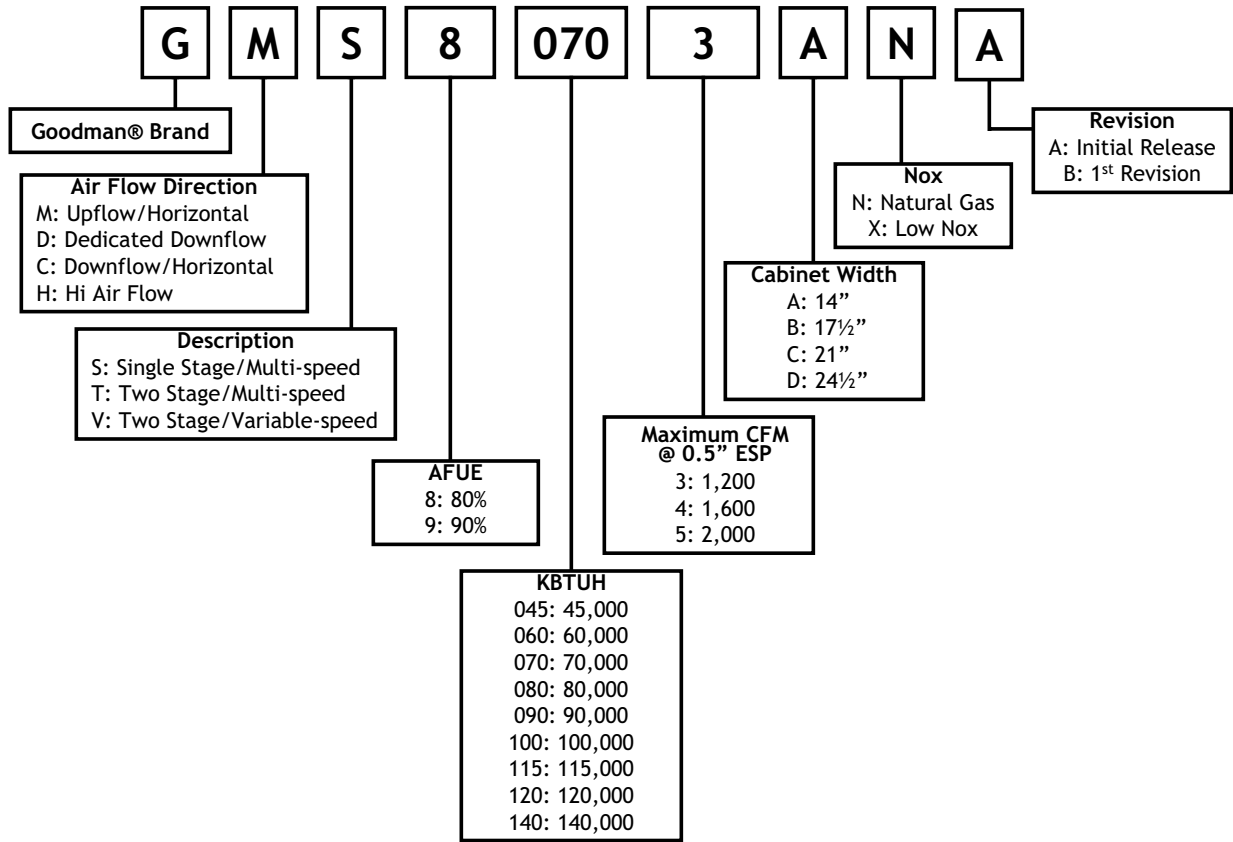 G M S 8 070 3 A N A
Goodman® Brand
Air Flow Direction
M: Upflow/Horizontal
D: Dedicated Downflow
C: Downflow/Horizontal
H: Hi Air Flow
Description
S: Single Stage/Multi-speed
T: Two Stage/Multi-speed
V: Two Stage/Variable-speed
AFUE
8: 80%
9: 90%
KBTUH
045: 45,000
060: 60,000
070: 70,000
080: 80,000
090: 90,000
100: 100,000
115: 115,000
120: 120,000
140: 140,000
Maximum CFM
@ 0.5” ESP
3: 1,200
4: 1,600
5: 2,000
Cabinet Width
A: 14”
B: 17½”
C: 21”
D: 24½”
Nox
N: Natural Gas
X: Low Nox
Revision
A: Initial Release
B: 1st Revision